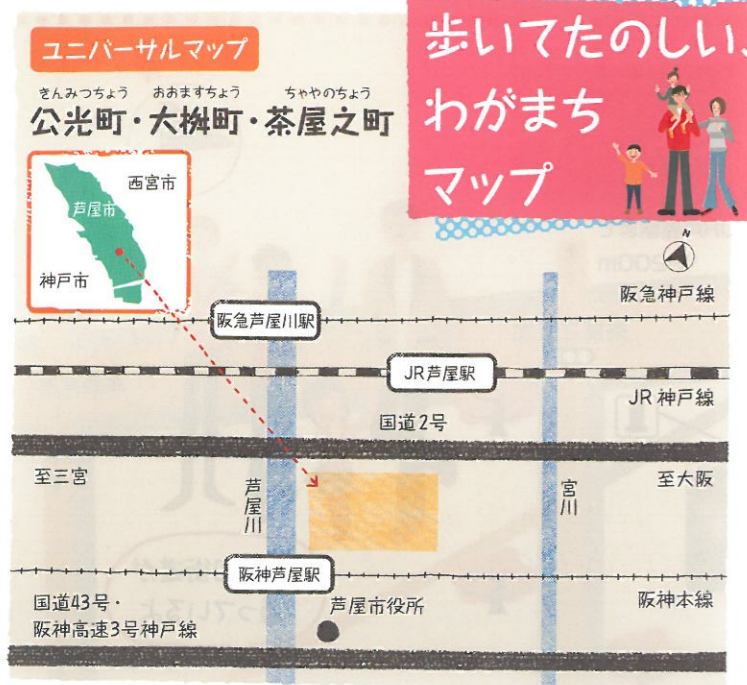 ユニバーサルマップ
きんみつちょう おおますちょう ちゃやのちょう
公光町・大桝町・茶屋之町
歩いてたのしい、
わがまち
マップ
西宮市
芦屋市
神戸市
N
阪急神戸線
阪急芦屋川駅
JR芦屋駅
JR神戸線
国道2号
至三宮
芦屋川
宮川
至大阪
阪神芦屋駅
阪神本線
国道43号・
阪神高速3号神戸線
芦屋市役所